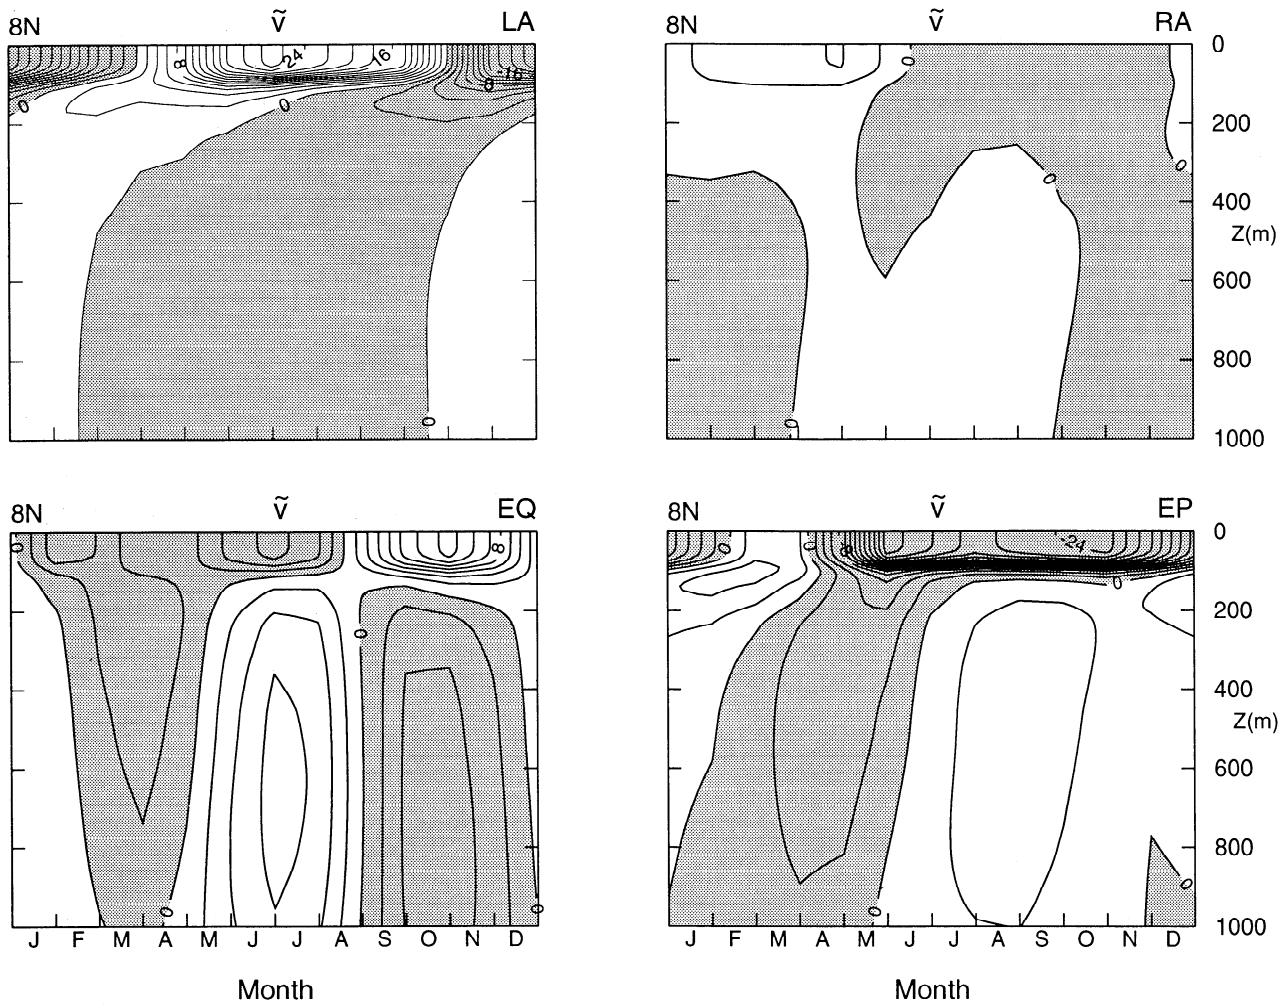 8N ṽ LA
8 24 16 8 -16
0 0
0
8N ṽ RA
0 0
200
0
0 400
Z(m)
600
800
0 1000
8N ṽ EQ
0 8
0
0 0
J F M A M J J A S O N D
Month
8N ṽ EP
0 0 8 -24 0
0 200
400
Z(m)
600
800
0
0 1000
J F M A M J J A S O N D
Month